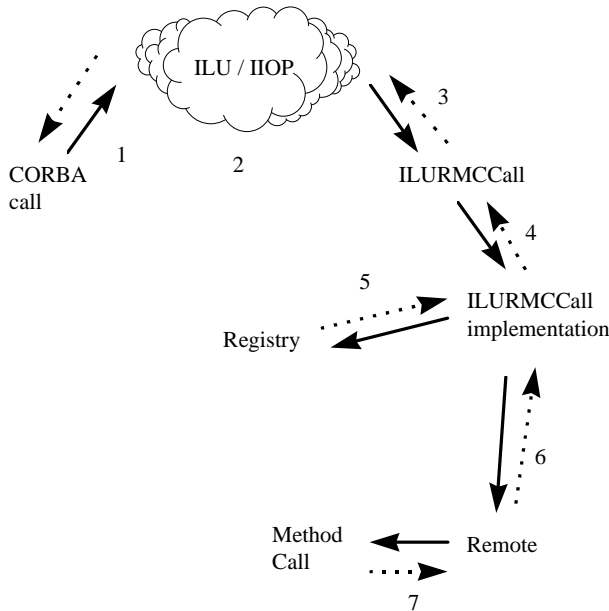 ILU / IIOP
3
1
2
CORBA
call
ILURMCCall
4
5
ILURMCCall
implementation
Registry
6
Method
Call
Remote
7